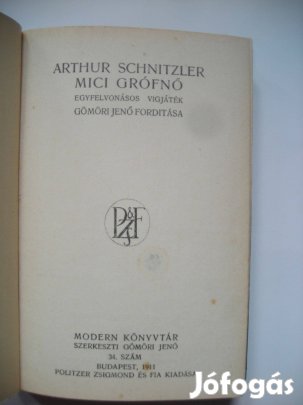 ARTHUR SCHNITZLER
MICI GRÓFNŐ
EGYFELVONÁSOS VIGJÁTÉK
GÖMÖRI JENŐ FORDITÁSA
MODERN KÖNYVTÁR
SZERKESZTI GÖMÖRI JENŐ
34. SZÁM
BUDAPEST, 1911
POLITZER ZSIGMOND ÉS FIA KIADÁSA
Jófogás